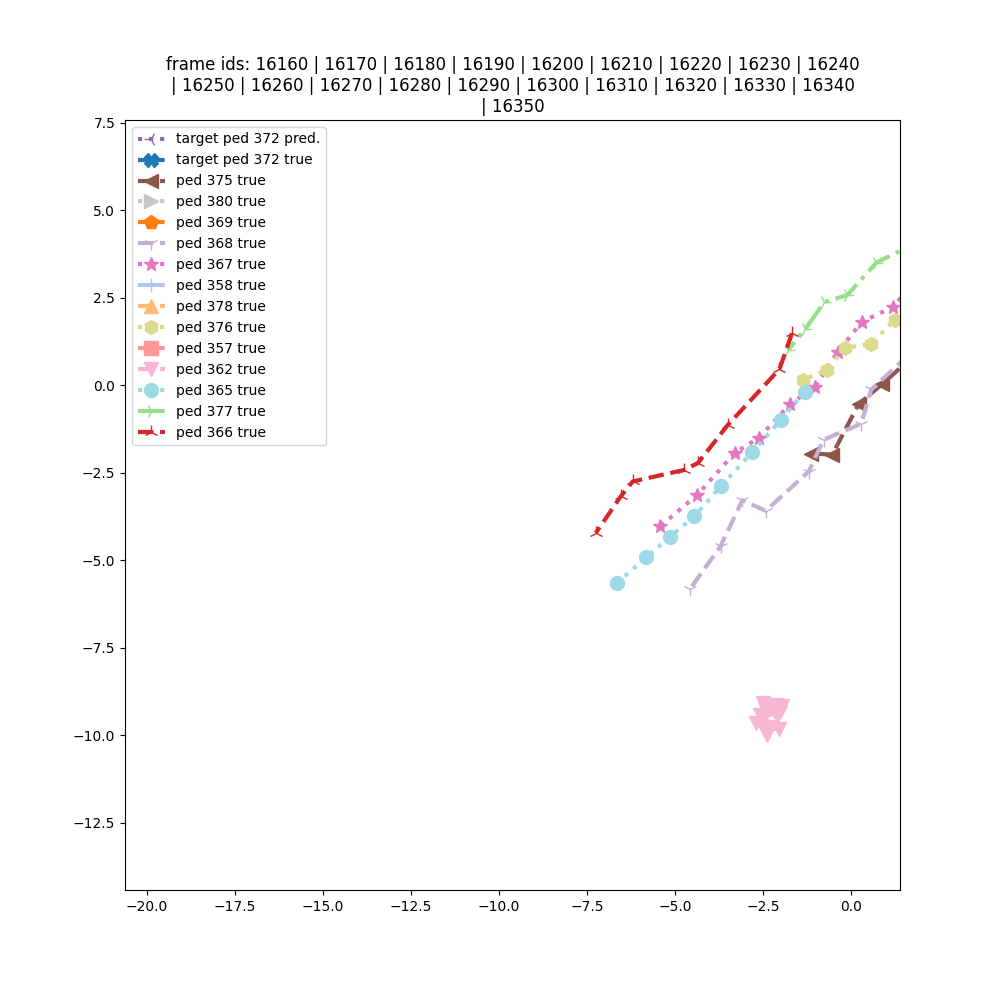 frame ids: 16160 | 16170 | 16180 | 16190 | 16200 | 16210 | 16220 | 16230 | 16240
| 16250 | 16260 | 16270 | 16280 | 16290 | 16300 | 16310 | 16320 | 16330 | 16340
| 16350
7.5
5.0
2.5
0.0
−2.5
−5.0
−7.5
−10.0
−12.5
target ped 372 pred.
target ped 372 true
ped 375 true
ped 380 true
ped 369 true
ped 368 true
ped 367 true
ped 358 true
ped 378 true
ped 376 true
ped 357 true
ped 362 true
ped 365 true
ped 377 true
ped 366 true
−20.0 −17.5 −15.0 −12.5 −10.0 −7.5 −5.0 −2.5 0.0